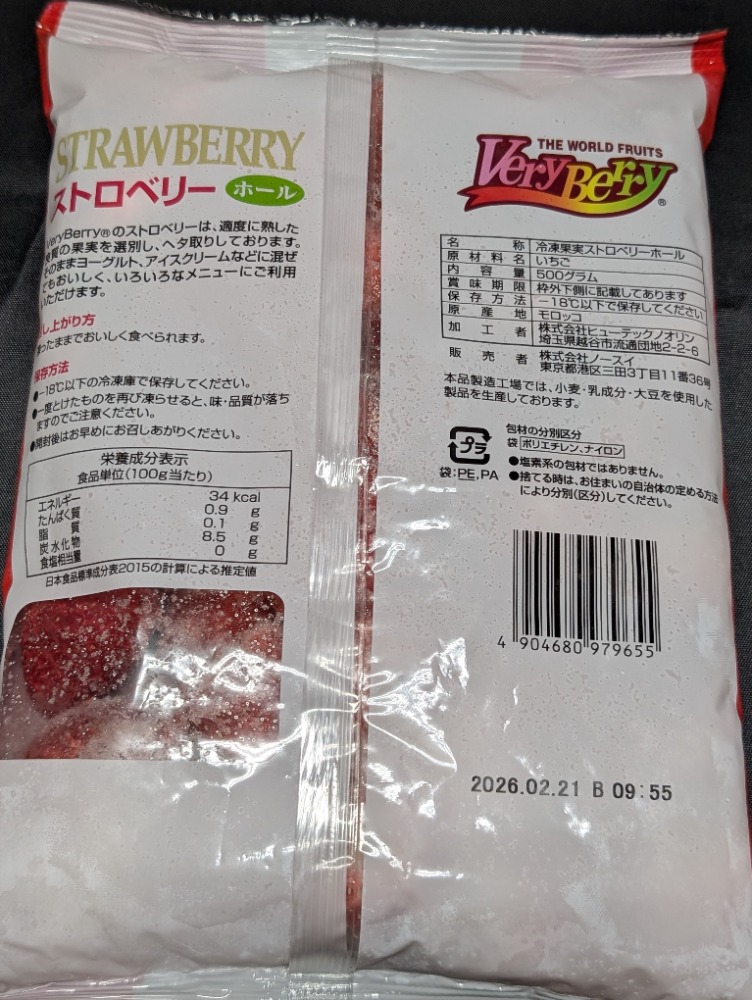 STRAWBERRY
ストロベリー ホール
VeryBerry®のストロベリーは、適度に熟した
良質の果実を選別し、ヘタ取りしております。
そのままヨーグルト、アイスクリームなどに混ぜ
てもおいしく、いろいろなメニューにご利用
いただけます。
し上がり方
ったままでおいしく食べられます。
保存方法
●-18℃以下の冷凍庫で保存してください。
●一度とけたものを再び凍らせると、味・品質が落ち
ますのでご注意ください。
●開封後はお早めにお召しあがりください。
栄養成分表示
食品単位(100g当たり)
エネルギー 34 kcal
たんぱく質 0.9 g
脂質 0.1 g
炭水化物 8.5 g
食塩相当量 0 g
日本食品標準成分表2015の計算による推定値
THE WORLD FRUITS
VeryBerry®
名称 冷凍果実ストロベリーホール
原材料名 いちご
内容量 500グラム
賞味期限 枠外下側に記載してあります
保存方法 -18℃以下で保存してください
原産地 モロッコ
加工者 株式会社ヒューテックノオリン
埼玉県越谷市流通団地2-2-6
販売者 株式会社ノースイ
東京都港区三田3丁目11番36号
本品製造工場では、小麦・乳成分・大豆を使用した
製品を生産しております。
プラ
袋:PE,PA
包材の分別区分
袋 ポリエチレン、ナイロン
●塩素系の包材ではありません。
●捨てる時は、お住まいの自治体の定める方法
により分別(区分)してください。
4 904680 979655
2026.02.21 B 09:55